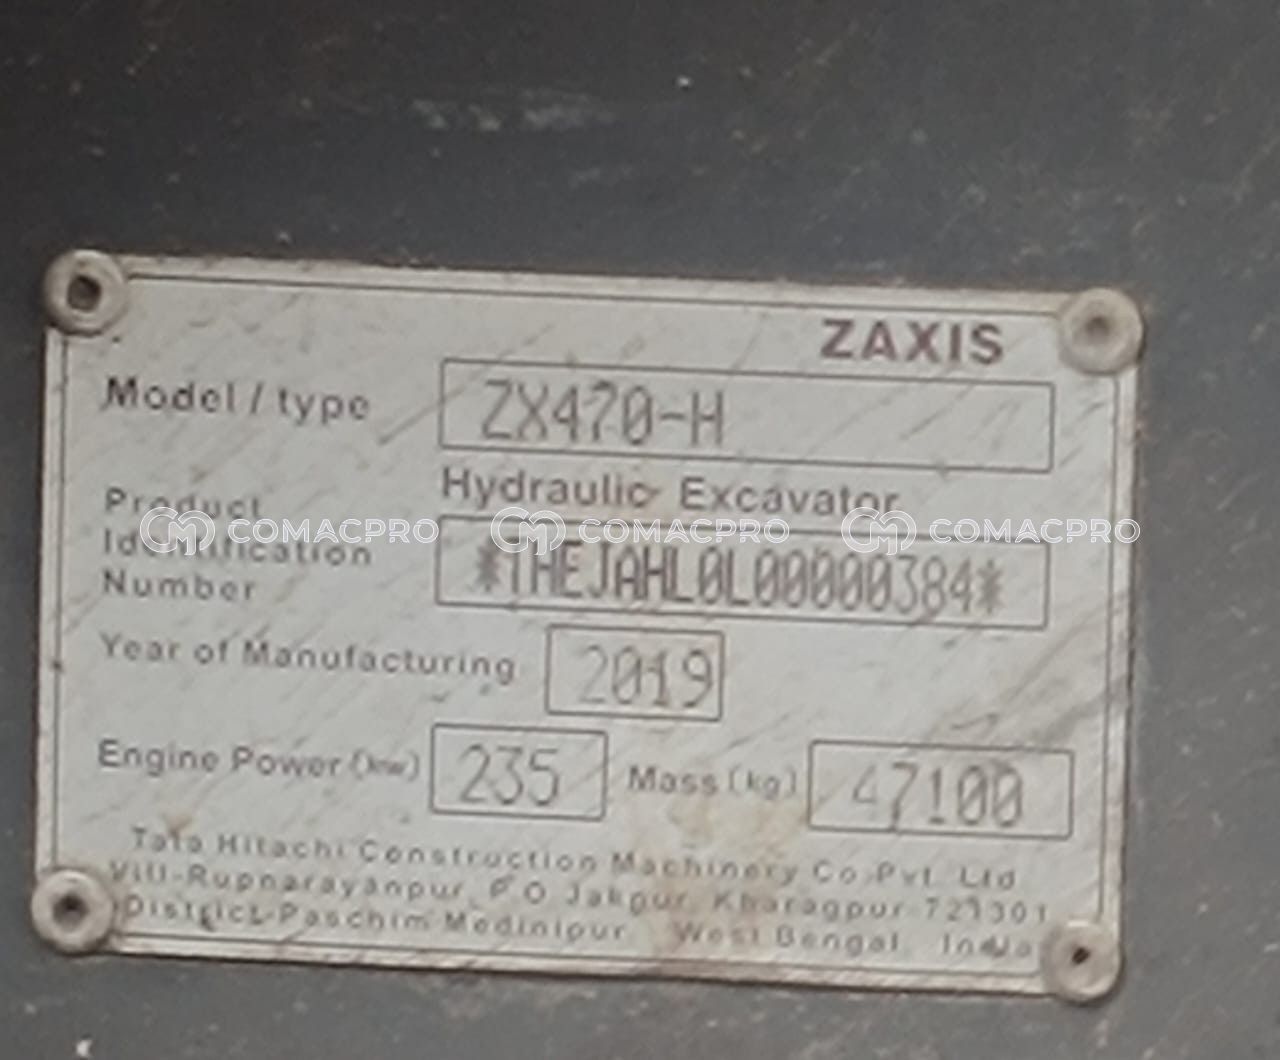 ZAXIS
Model / type ZX470-H
Hydraulic Excavator
Product
Identification
Number
*THEJAHL0L00000384*
COMACPRO COMACPRO COMACPRO
Year of Manufacturing 2019
Engine Power (kw) 235 Mass (kg) 47100
Tata Hitachi Construction Machinery Co.Pvt. Ltd.
Vill-Rupnarayanpur, P O Jakpur, Kharagpur-721301
District-Paschim Medinipur, West Bengal, India